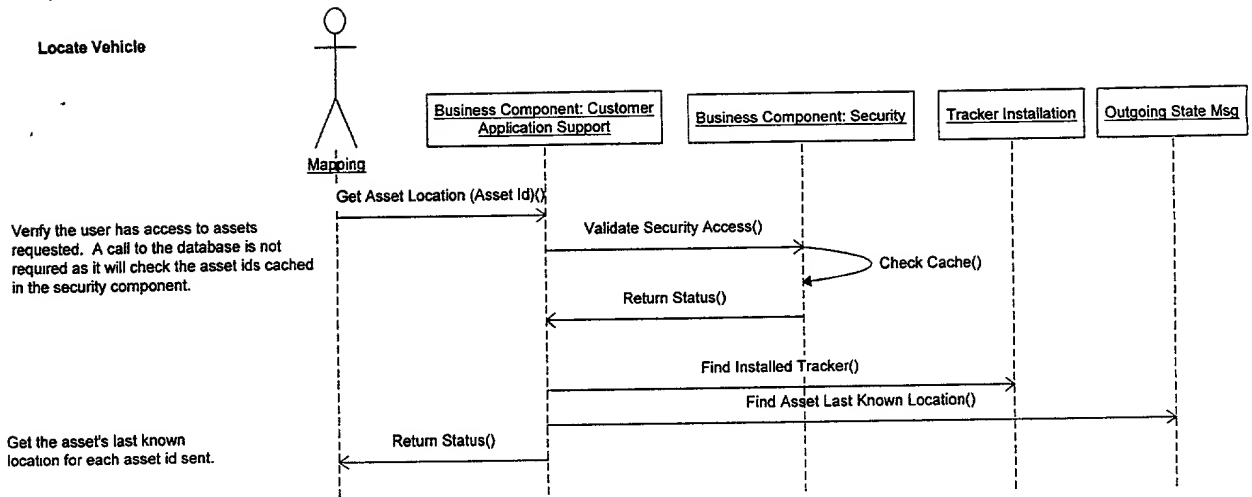 Locate Vehicle
Business Component: Customer
Application Support
Business Component: Security
Tracker Installation
Outgoing State Msg
Mapping
Get Asset Location (Asset Id)()
Verify the user has access to assets
requested. A call to the database is not
required as it will check the asset ids cached
in the security component.
Validate Security Access()
Check Cache()
Return Status()
Find Installed Tracker()
Find Asset Last Known Location()
Get the asset's last known
location for each asset id sent.
Return Status()